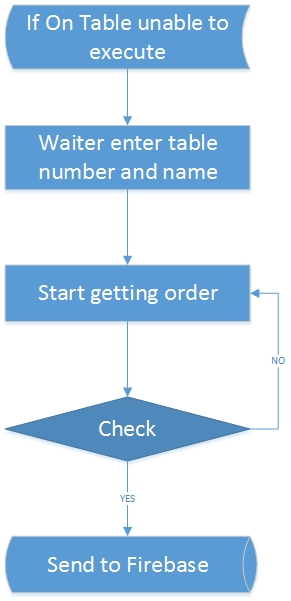 If On Table unable to
execute
Waiter enter table
number and name
Start getting order
NO
Check
YES
Send to Firebase